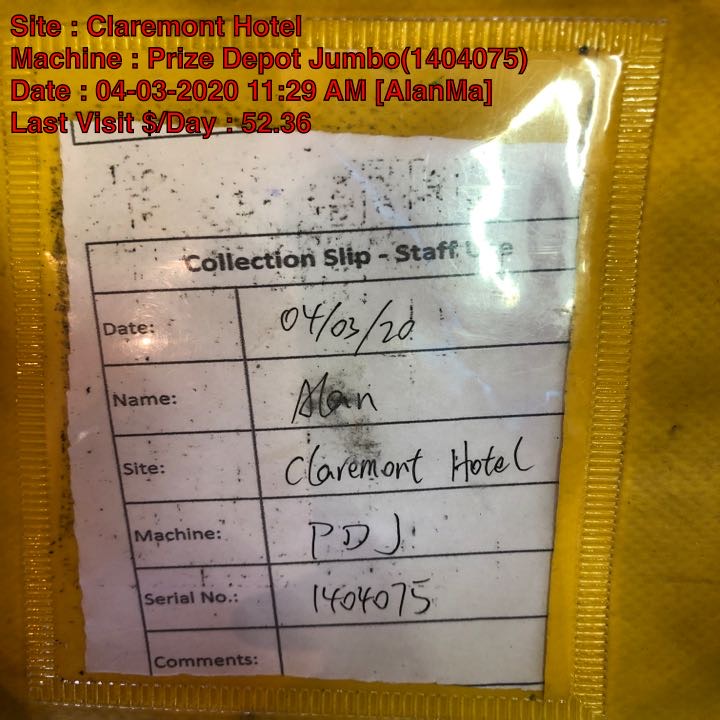 Site : Claremont Hotel
Machine : Prize Depot Jumbo(1404075)
Date : 04-03-2020 11:29 AM [AlanMa]
Last Visit $/Day : 52.36
Collection Slip - Staff Use
Date: 04/03/20
Name: Alan
Site: Claremont Hotel
Machine: PDJ
Serial No.: 1404075
Comments: